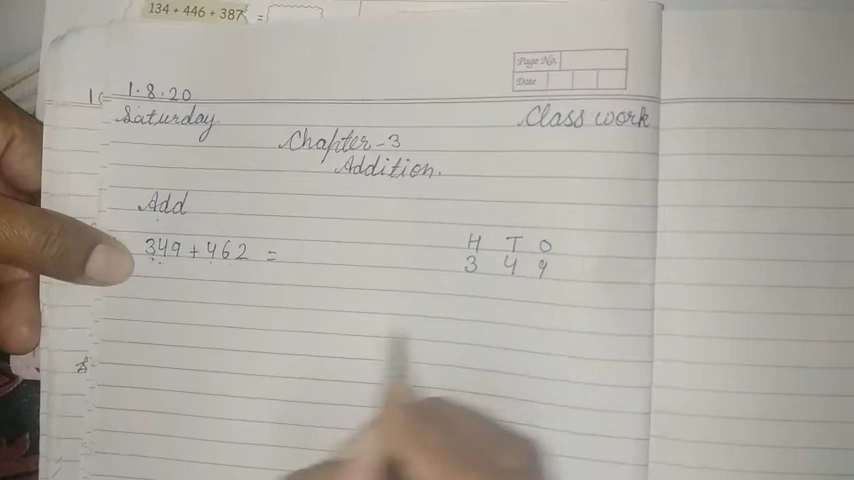 134 + 446 + 387 =
Page No.
Date
1.8.20
Saturday
Class work
Chapter-3
Addition.
Add
349 + 462 =
H T O
3 4 9